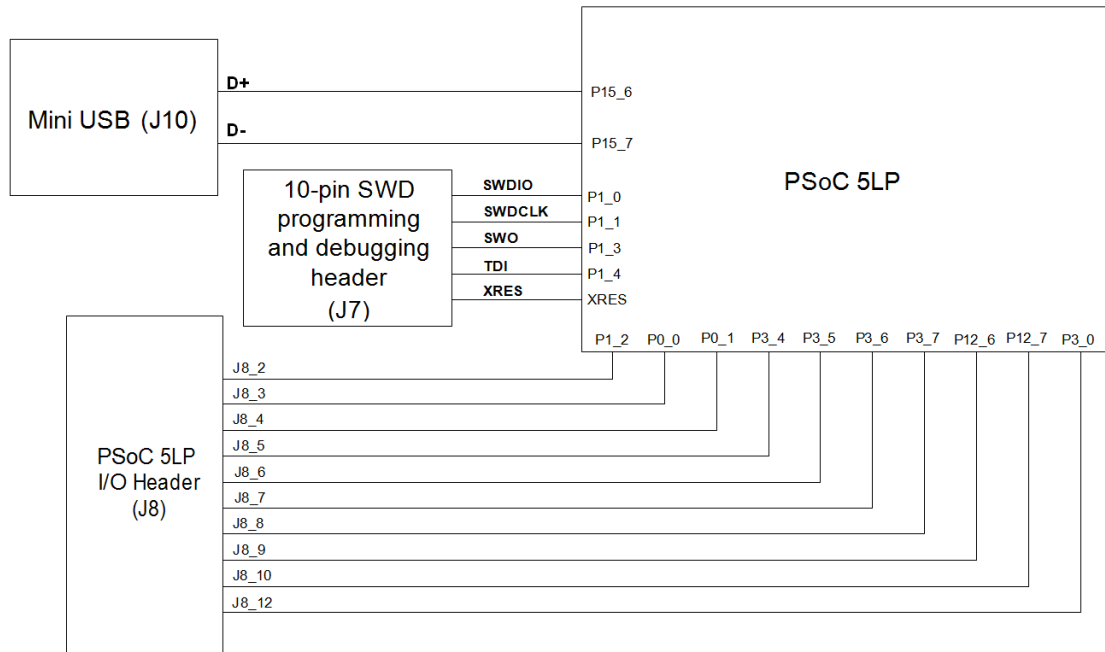 Mini USB (J10)
D+
D-
P15_6
P15_7
PSoC 5LP
10-pin SWD
programming
and debugging
header
(J7)
SWDIO
SWDCLK
SWO
TDI
XRES
P1_0
P1_1
P1_3
P1_4
XRES
P1_2 P0_0 P0_1 P3_4 P3_5 P3_6 P3_7 P12_6 P12_7 P3_0
PSoC 5LP
I/O Header
(J8)
J8_2
J8_3
J8_4
J8_5
J8_6
J8_7
J8_8
J8_9
J8_10
J8_12